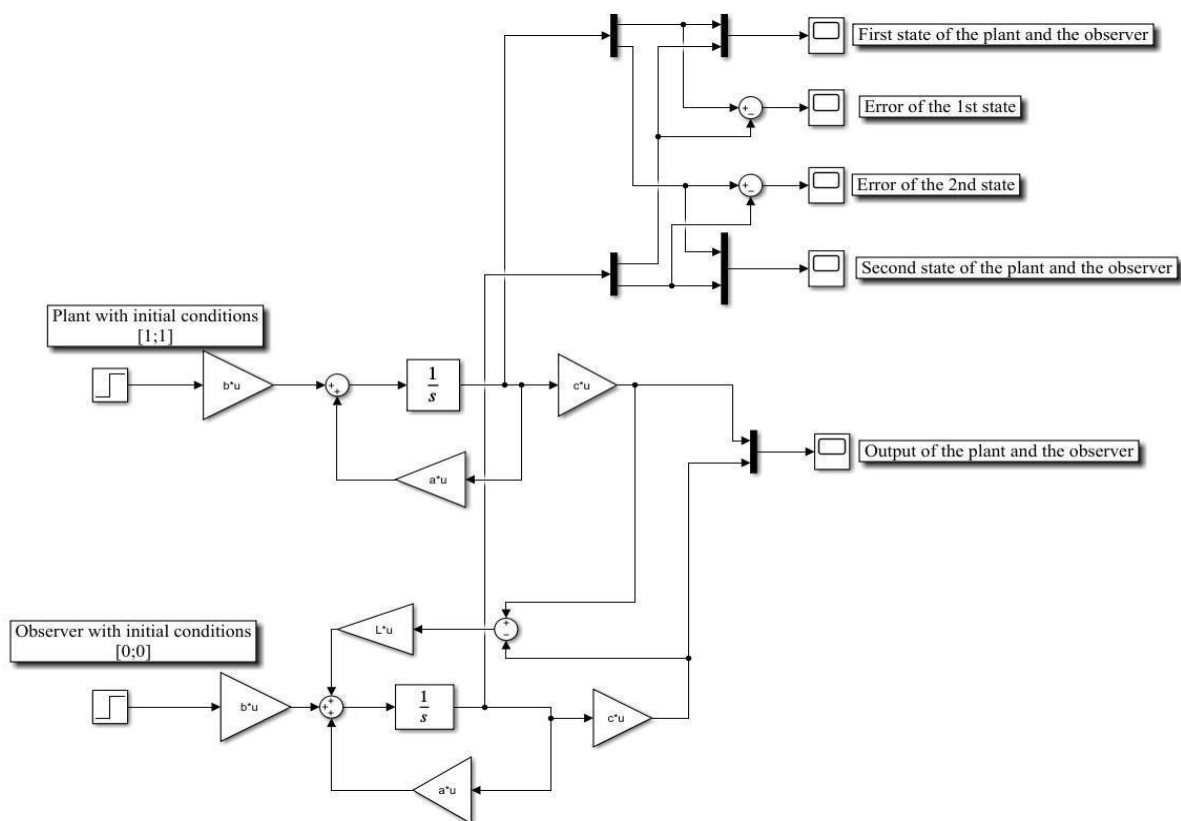 First state of the plant and the observer
+
−
Error of the 1st state
+
−
Error of the 2nd state
Second state of the plant and the observer
Plant with initial conditions
[1;1]
b*u
+
+
1
s
c*u
a*u
Output of the plant and the observer
Observer with initial conditions
[0;0]
L*u
+
−
b*u
+
+
+
1
s
c*u
a*u